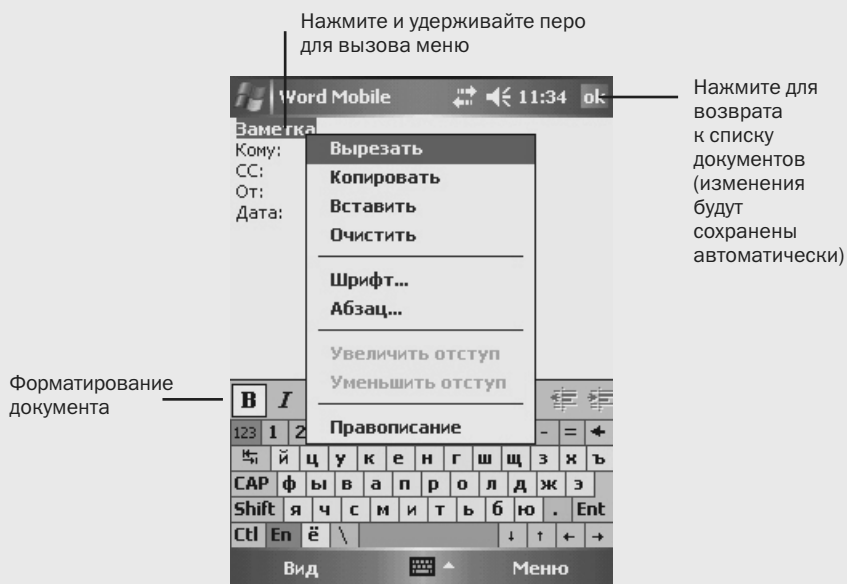 Нажмите и удерживайте перо
для вызова меню
Word Mobile 11:34 ok
Нажмите для
возврата
к списку
документов
(изменения
будут
сохранены
автоматически)
Заметка
Кому:
CC:
От:
Дата:
Вырезать
Копировать
Вставить
Очистить
Шрифт...
Абзац...
Увеличить отступ
Уменьшить отступ
Правописание
Форматирование
документа
B I
123 1 2 - =
й ц у к е н г ш щ з х ъ
CAP ф ы в а п р о л д ж э
Shift я ч с м и т ь б ю . Ent
Ctl En ё \
Вид Меню